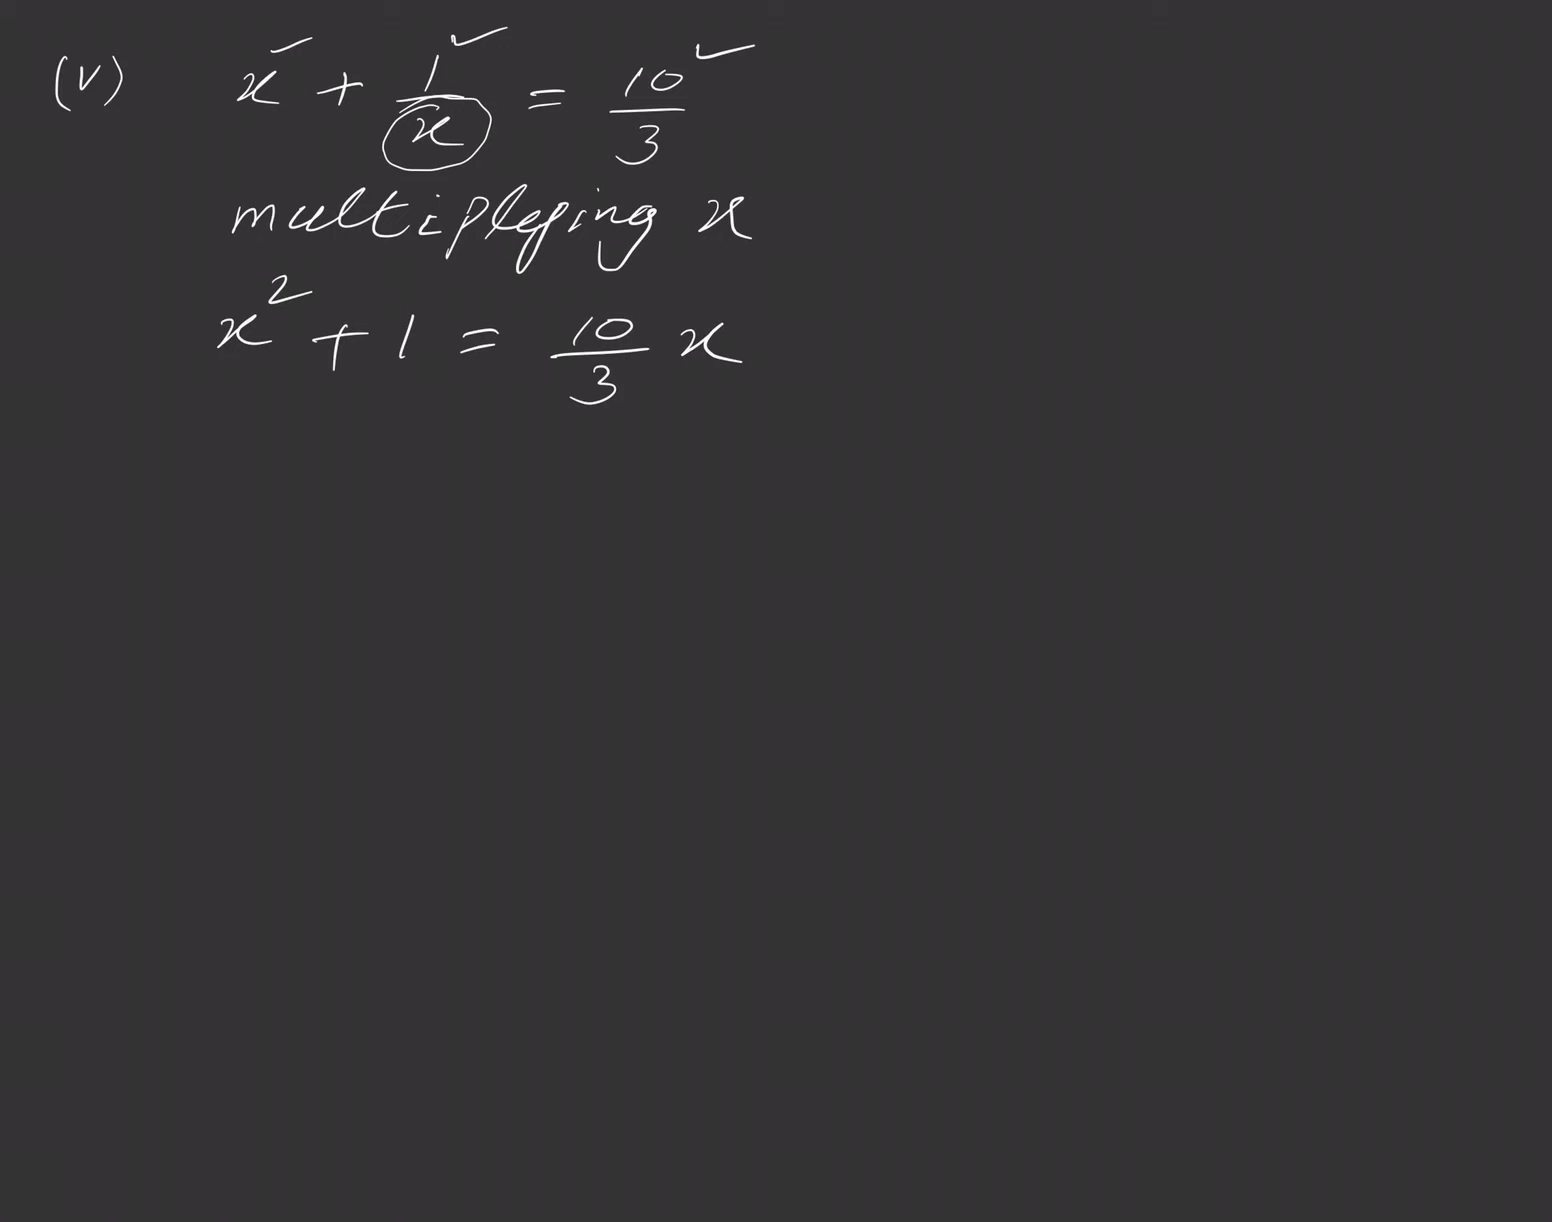 (v) x + 1/x = 10/3
multipleying x
x² + 1 = 10/3 x